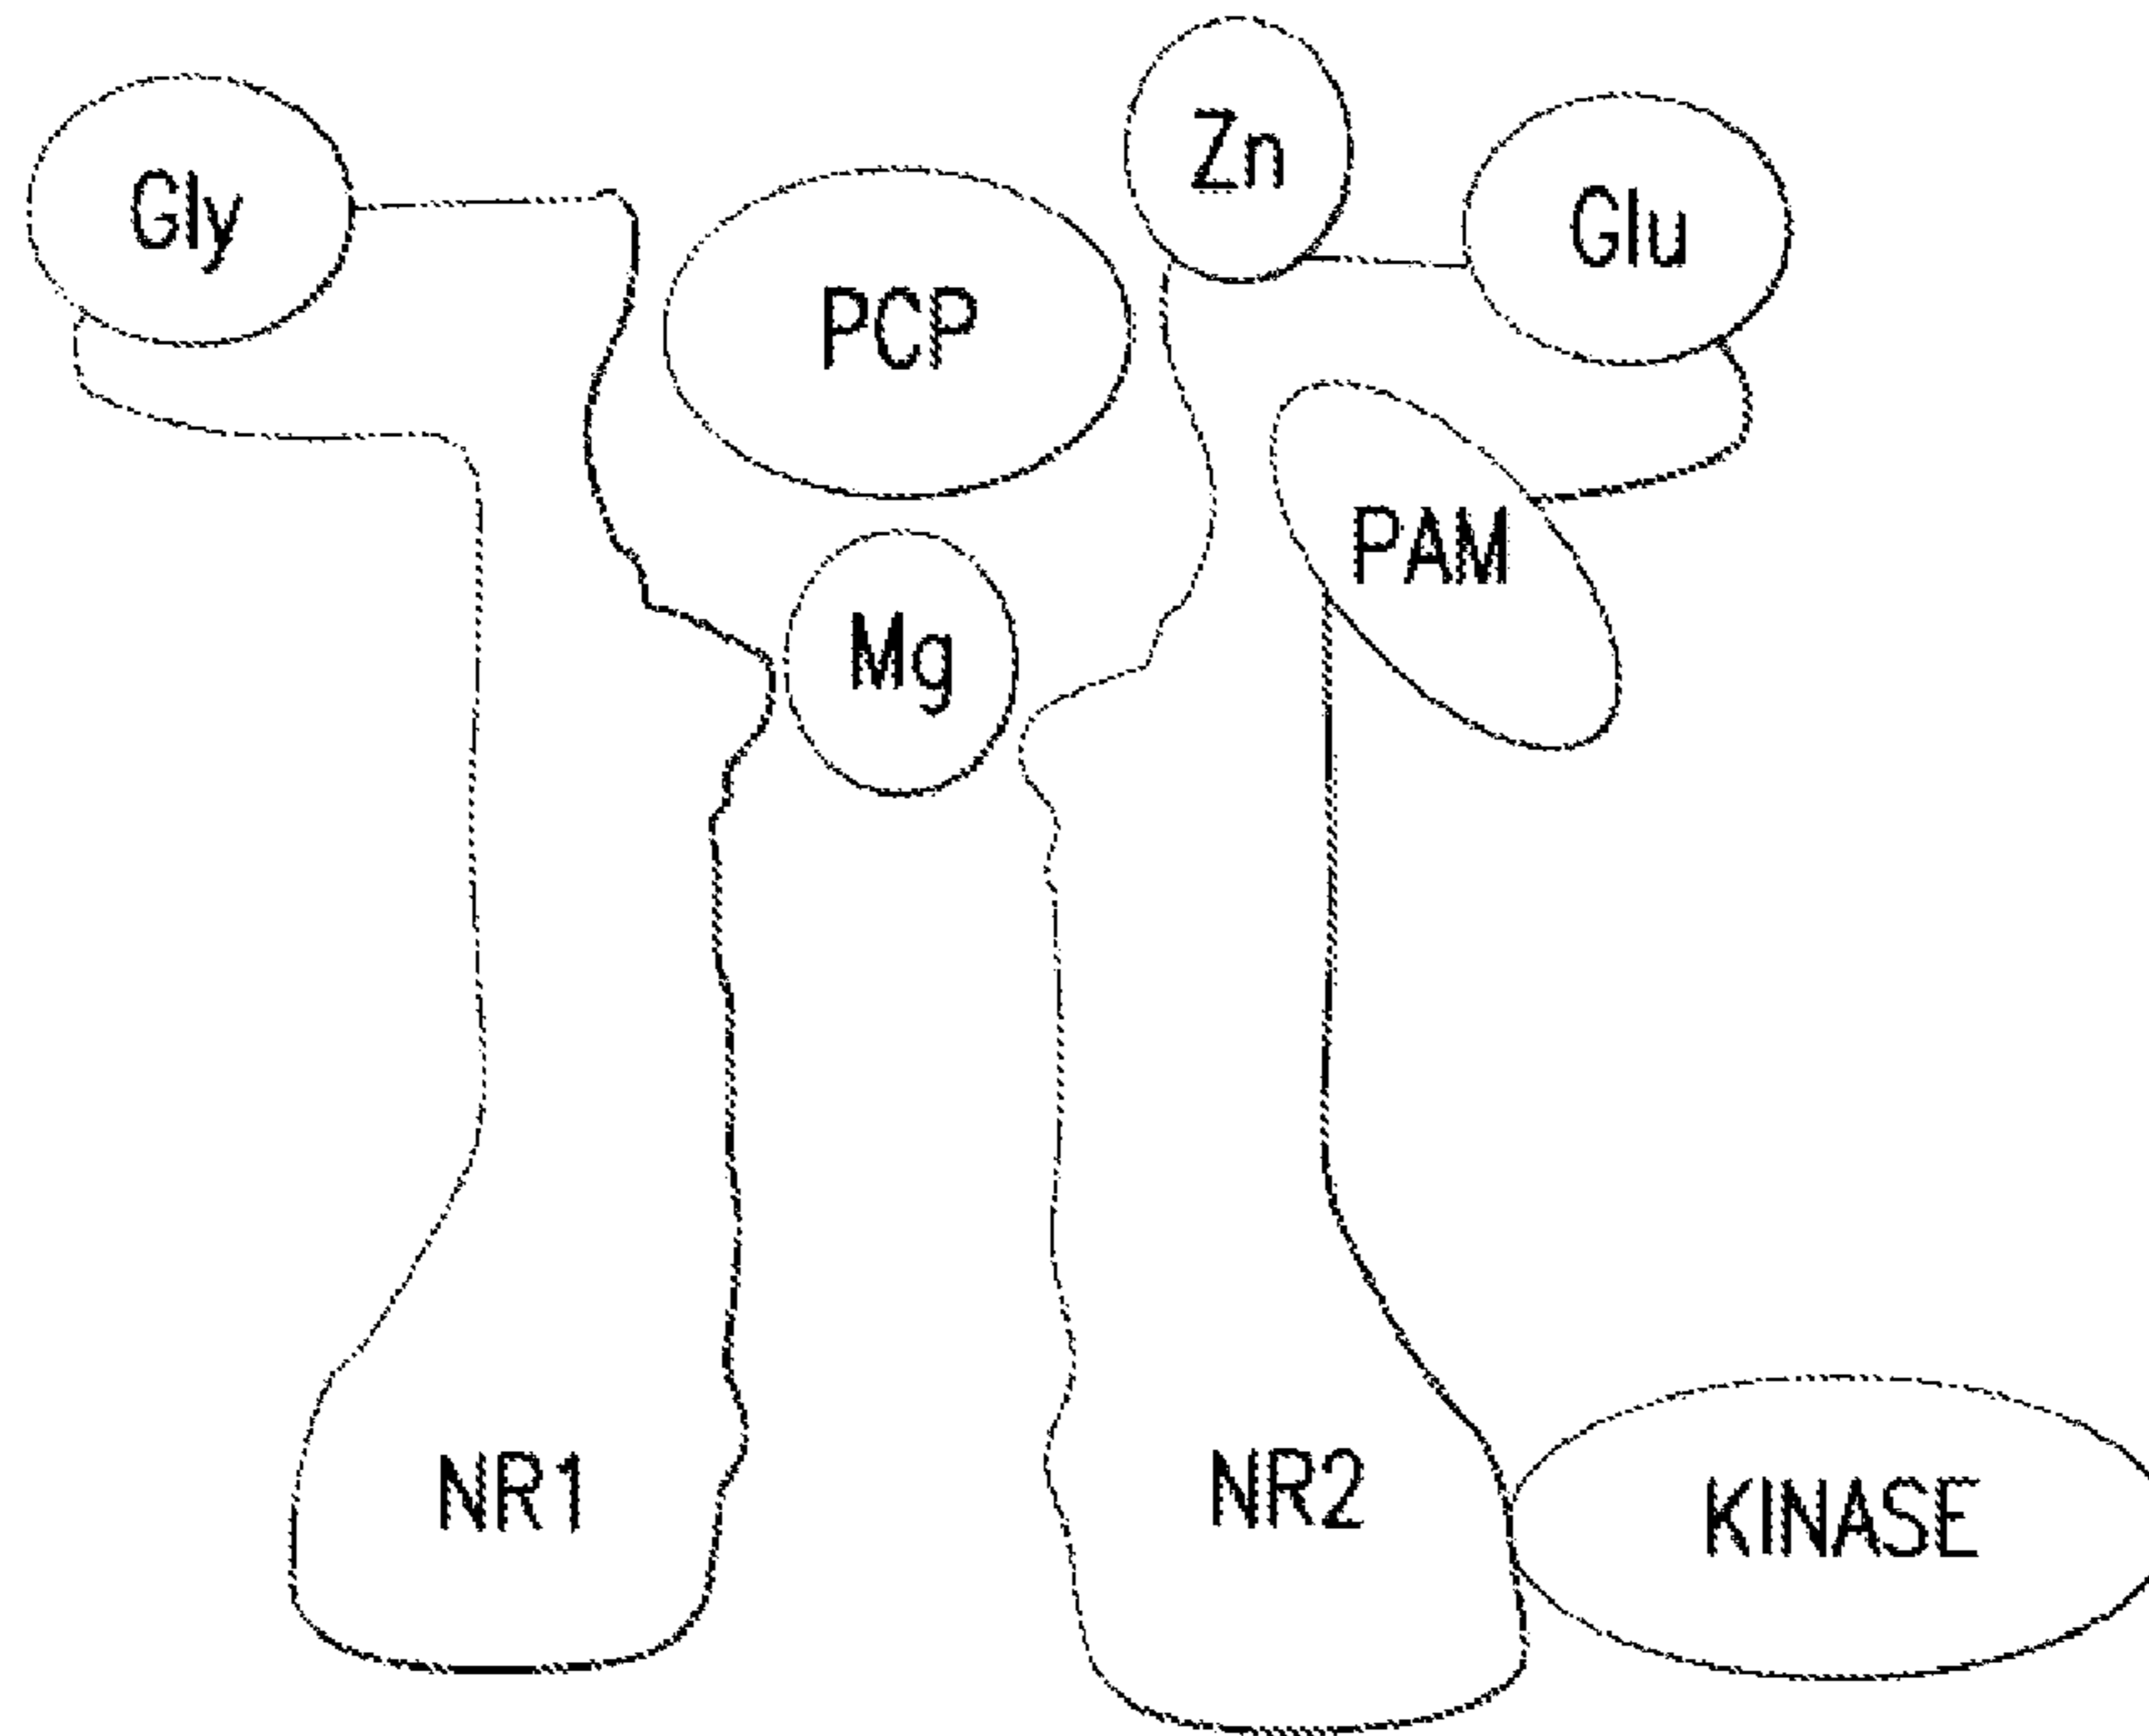 Zn
Gly
Glu
PCP
PAM
Mg
NR1
NR2
KINASE